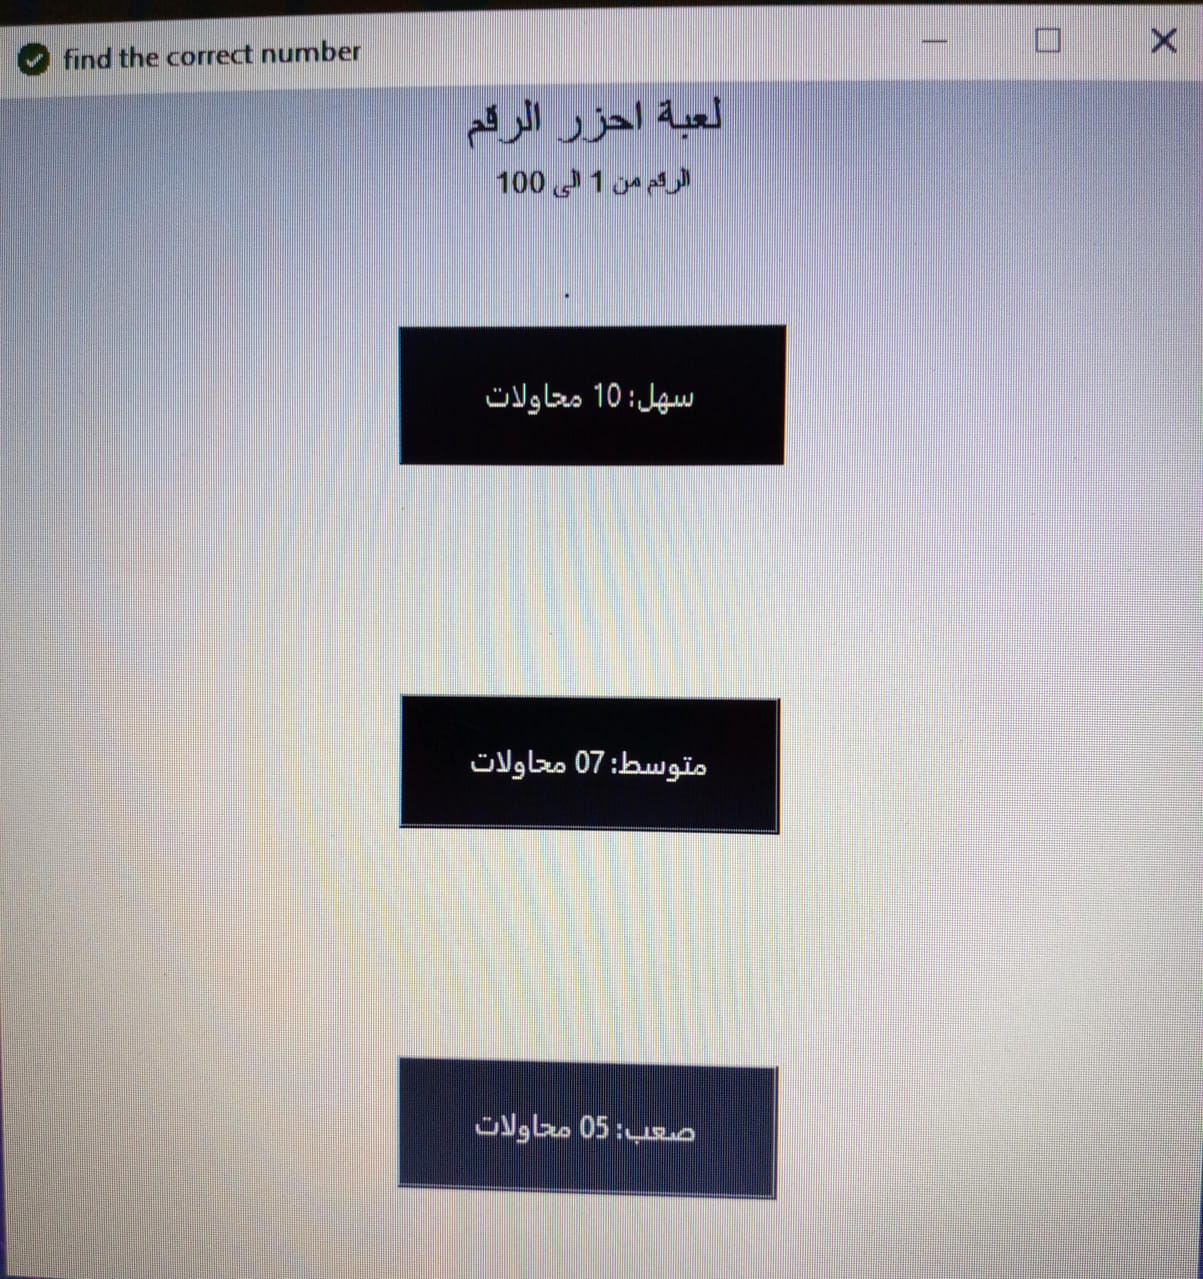 find the correct number
لعبة احزر الرقم
الرقم من 1 الى 100
.
سهل: 10 محاولات
متوسط: 07 محاولات
صعب: 05 محاولات